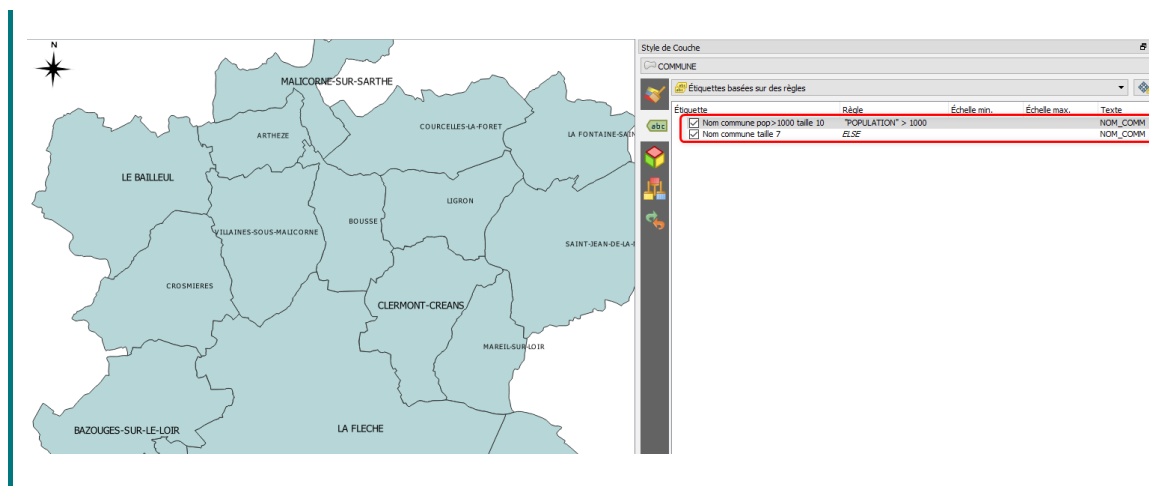 N
MALICORNE-SUR-SARTHE
ARTHEZE
COURCELLES-LA-FORET
LA FONTAINE-SAIN
LE BAILLEUL
LIGRON
BOUSSE
VILLAINES-SOUS-MALICORNE
SAINT-JEAN-DE-LA-
CROSMIERES
CLERMONT-CREANS
MAREIL-SUR-LOIR
BAZOUGES-SUR-LE-LOIR
LA FLECHE
Style de Couche
COMMUNE
Étiquettes basées sur des règles
Étiquette Règle Échelle min. Échelle max. Texte
abc
Nom commune pop>1000 taille 10 "POPULATION" > 1000 NOM_COMM
Nom commune taille 7 ELSE NOM_COMM